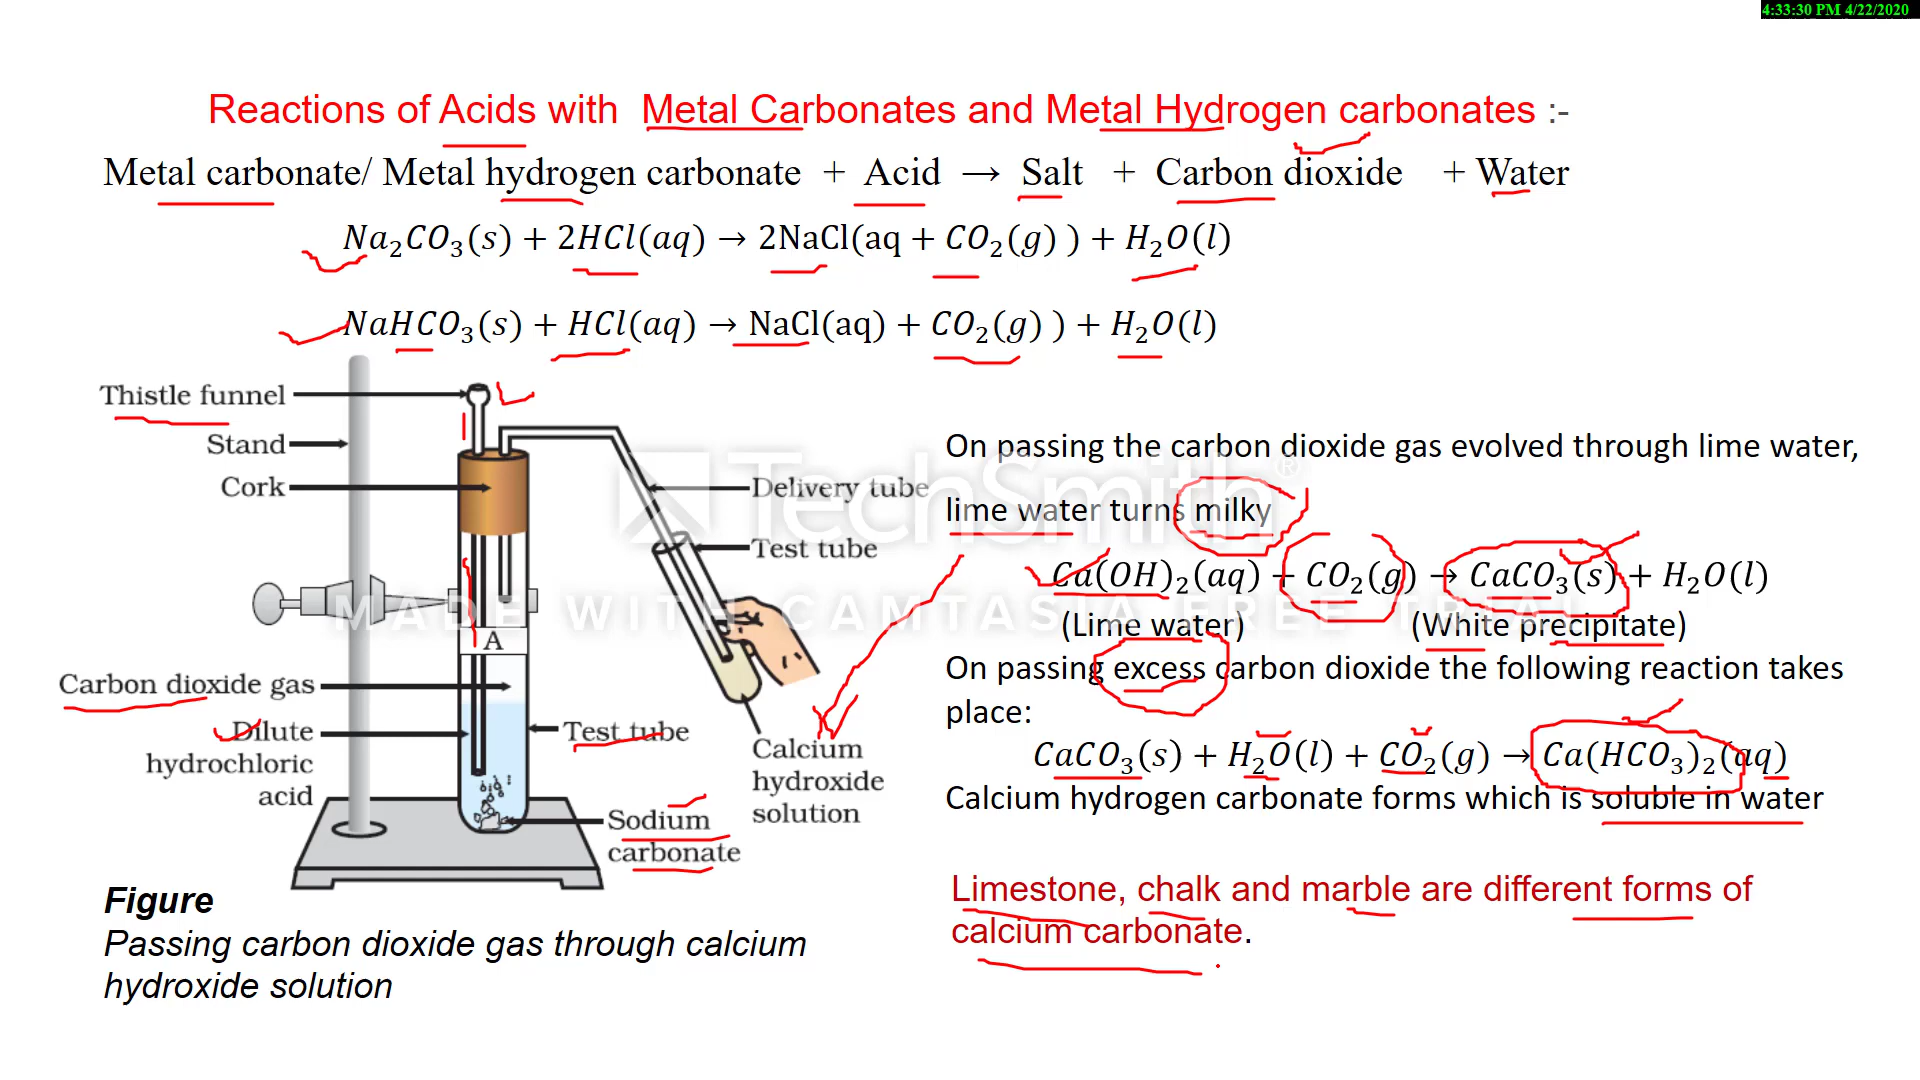 4:33:30 PM 4/22/2020
Reactions of Acids with Metal Carbonates and Metal Hydrogen carbonates :-
Metal carbonate/ Metal hydrogen carbonate + Acid → Salt + Carbon dioxide + Water
Na₂CO₃(s) + 2HCl(aq) → 2NaCl(aq + CO₂(g) ) + H₂O(l)
NaHCO₃(s) + HCl(aq) → NaCl(aq) + CO₂(g) ) + H₂O(l)
Thistle funnel
Stand
Cork
Delivery tube
Test tube
A
Carbon dioxide gas
Dilute
hydrochloric
acid
Test tube
Calcium
hydroxide
solution
Sodium
carbonate
Figure
Passing carbon dioxide gas through calcium
hydroxide solution
On passing the carbon dioxide gas evolved through lime water,
lime water turns milky
Ca(OH)₂(aq) + CO₂(g) → CaCO₃(s) + H₂O(l)
(Lime water) (White precipitate)
On passing excess carbon dioxide the following reaction takes
place:
CaCO₃(s) + H₂O(l) + CO₂(g) → Ca(HCO₃)₂(aq)
Calcium hydrogen carbonate forms which is soluble in water
Limestone, chalk and marble are different forms of
calcium carbonate.
TechSmith®
MADE WITH CAMTASIA FREE TRIAL